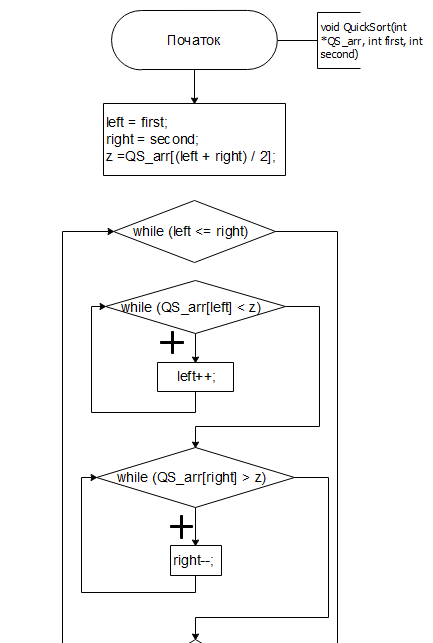 Початок
void QuickSort(int
*QS_arr, int first, int
second)
left = first;
right = second;
z =QS_arr[(left + right) / 2];
while (left <= right)
while (QS_arr[left] < z)
+
left++;
while (QS_arr[right] > z)
+
right--;